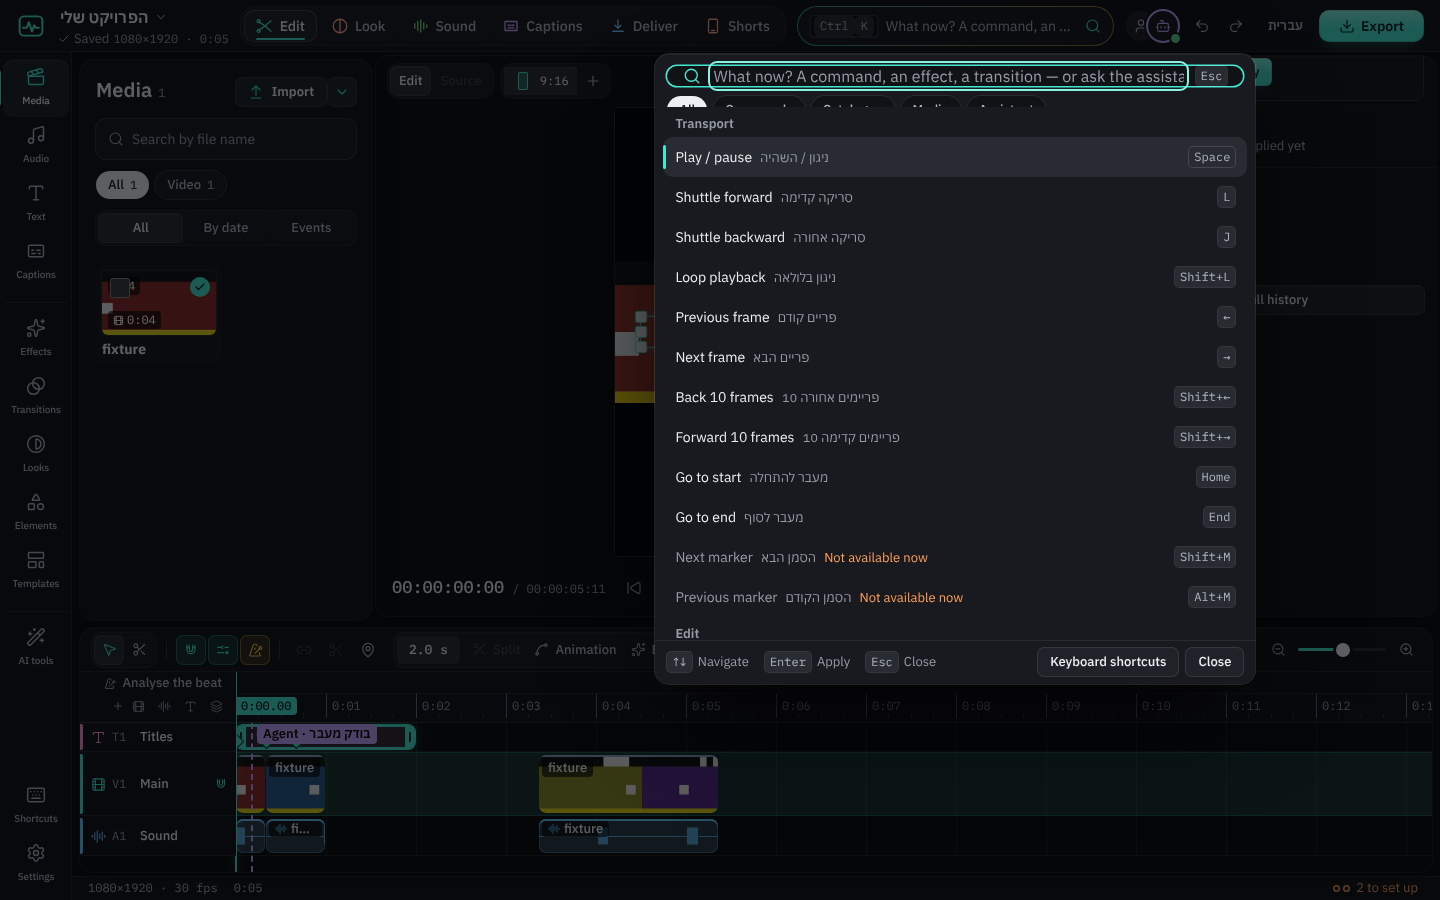 הפרויקט שלי
Saved 1080×1920 · 0:05
Edit
Look
Sound
Captions
Deliver
Shorts
Ctrl K What now? A command, an ...
עברית
Export
Media
Audio
Text
Captions
Effects
Transitions
Looks
Elements
Templates
AI tools
Shortcuts
Settings
Media 1
Import
Search by file name
All 1
Video 1
All
By date
Events
0:04
fixture
Edit
Source
9:16
What now? A command, an effect, a transition — or ask the assista
Esc
Transport
Play / pause ניגון / השהיה Space
Shuttle forward סריקה קדימה L
Shuttle backward סריקה אחורה J
Loop playback ניגון בלולאה Shift+L
Previous frame פריים קודם ←
Next frame פריים הבא →
Back 10 frames 10 פריימים אחורה Shift+←
Forward 10 frames 10 פריימים קדימה Shift+→
Go to start מעבר להתחלה Home
Go to end מעבר לסוף End
Next marker הסמן הבא Not available now Shift+M
Previous marker הסמן הקודם Not available now Alt+M
Edit
↑↓ Navigate Enter Apply Esc Close
Keyboard shortcuts
Close
plied yet
ll history
00:00:00:00 / 00:00:05:11
2.0 s
Split
Animation
Analyse the beat
0:00.00 0:01 0:02 0:03 0:04 0:05 0:06 0:07 0:08 0:09 0:10 0:11 0:12
T1 Titles
Agent · בודק מעבר
V1 Main
fixture
fixture
A1 Sound
fi...
fixture
1080×1920 · 30 fps 0:05
2 to set up